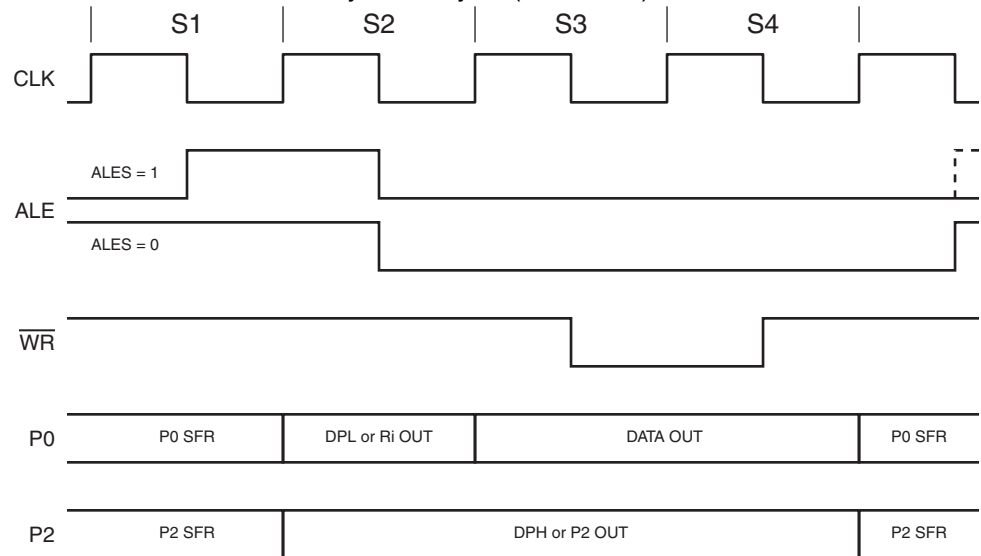 S1 S2 S3 S4
CLK
ALES = 1
ALE
ALES = 0
WR
P0 P0 SFR DPL or Ri OUT DATA OUT P0 SFR
P2 P2 SFR DPH or P2 OUT P2 SFR